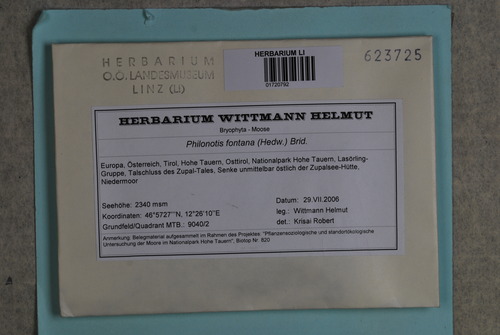 HERBARIUM
O.Ö. LANDESMUSEUM
LINZ (LI)
HERBARIUM LI
01720792
623725
HERBARIUM WITTMANN HELMUT
Bryophyta - Moose
Philonotis fontana (Hedw.) Brid.
Europa, Österreich, Tirol, Hohe Tauern, Osttirol, Nationalpark Hohe Tauern, Lasörling-
Gruppe, Talschluss des Zupal-Tales, Senke unmittelbar östlich der Zupalsee-Hütte,
Niedermoor
Seehöhe: 2340 msm
Datum: 29.VII.2006
Koordinaten: 46°57'27''N, 12°26'10''E
leg.: Wittmann Helmut
Grundfeld/Quadrant MTB.: 9040/2
det.: Krisai Robert
Anmerkung: Belegmaterial aufgesammelt im Rahmen des Projektes: "Pflanzensoziologische und standortökologische
Untersuchung der Moore im Nationalpark Hohe Tauern", Biotop Nr. 820